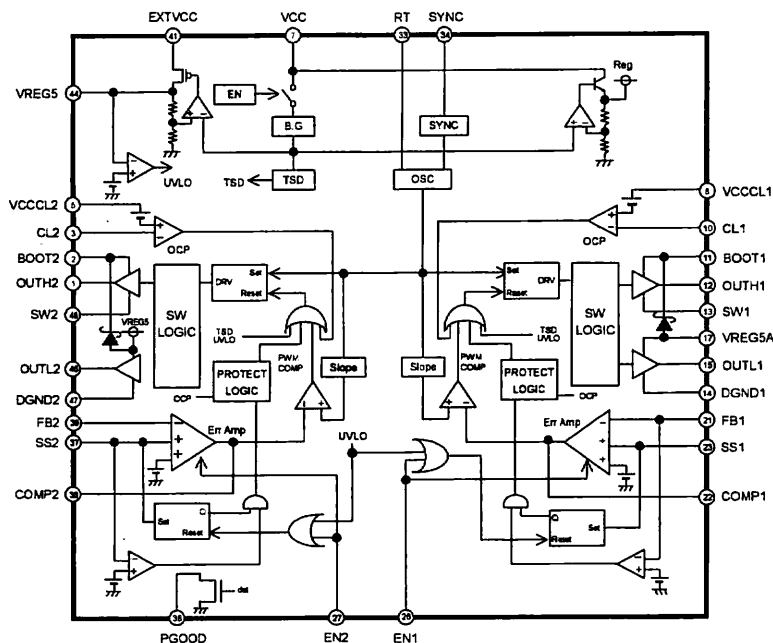 EXTVCC VCC RT SYNC
41 7 33 34
VREG5 44
Reg
EN
B.G
SYNC
UVLO
TSD TSD OSC
VCCCL2 5
CL2 3
OCP
8 VCCCL1
10 CL1
OCP
BOOT2 2
OUTH2 1
SW2 48
VREG5
OUTL2 46
DGND2 47
SW LOGIC
DRV
Set
Reset
TSD
UVLO
PROTECT LOGIC
OCP
PWM COMP
Slope
Slope
PWM COMP
Set
Reset
DRV
TSD
UVLO
PROTECT LOGIC
OCP
SW LOGIC
11 BOOT1
12 OUTH1
13 SW1
17 VREG5A
15 OUTL1
14 DGND1
FB2 39
SS2 37
COMP2 38
Err Amp
UVLO
Err Amp
21 FB1
23 SS1
22 COMP1
Set
Q
Reset
Q
Set
Reset
det
36 27 26
PGOOD EN2 EN1